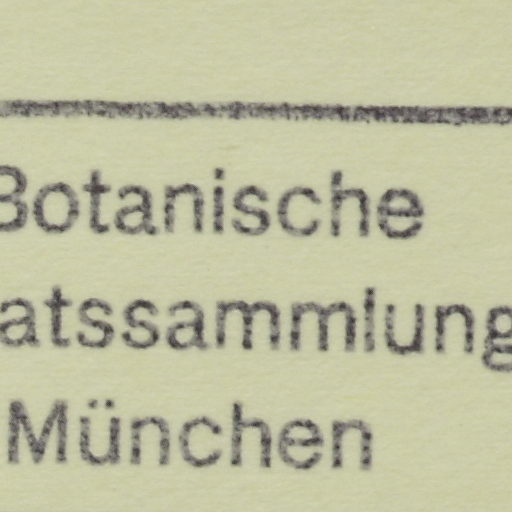 Botanische
atssammlung
München